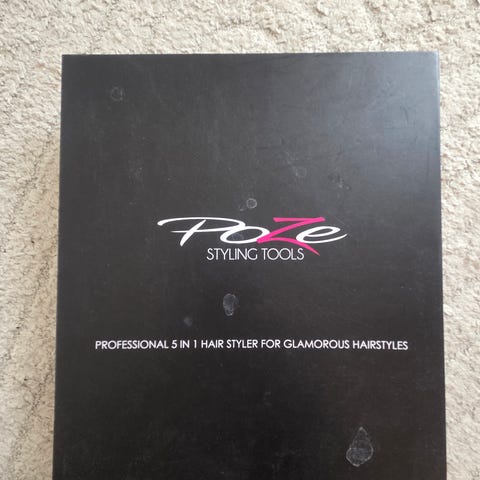 PoZe
STYLING TOOLS
PROFESSIONAL 5 IN 1 HAIR STYLER FOR GLAMOROUS HAIRSTYLES